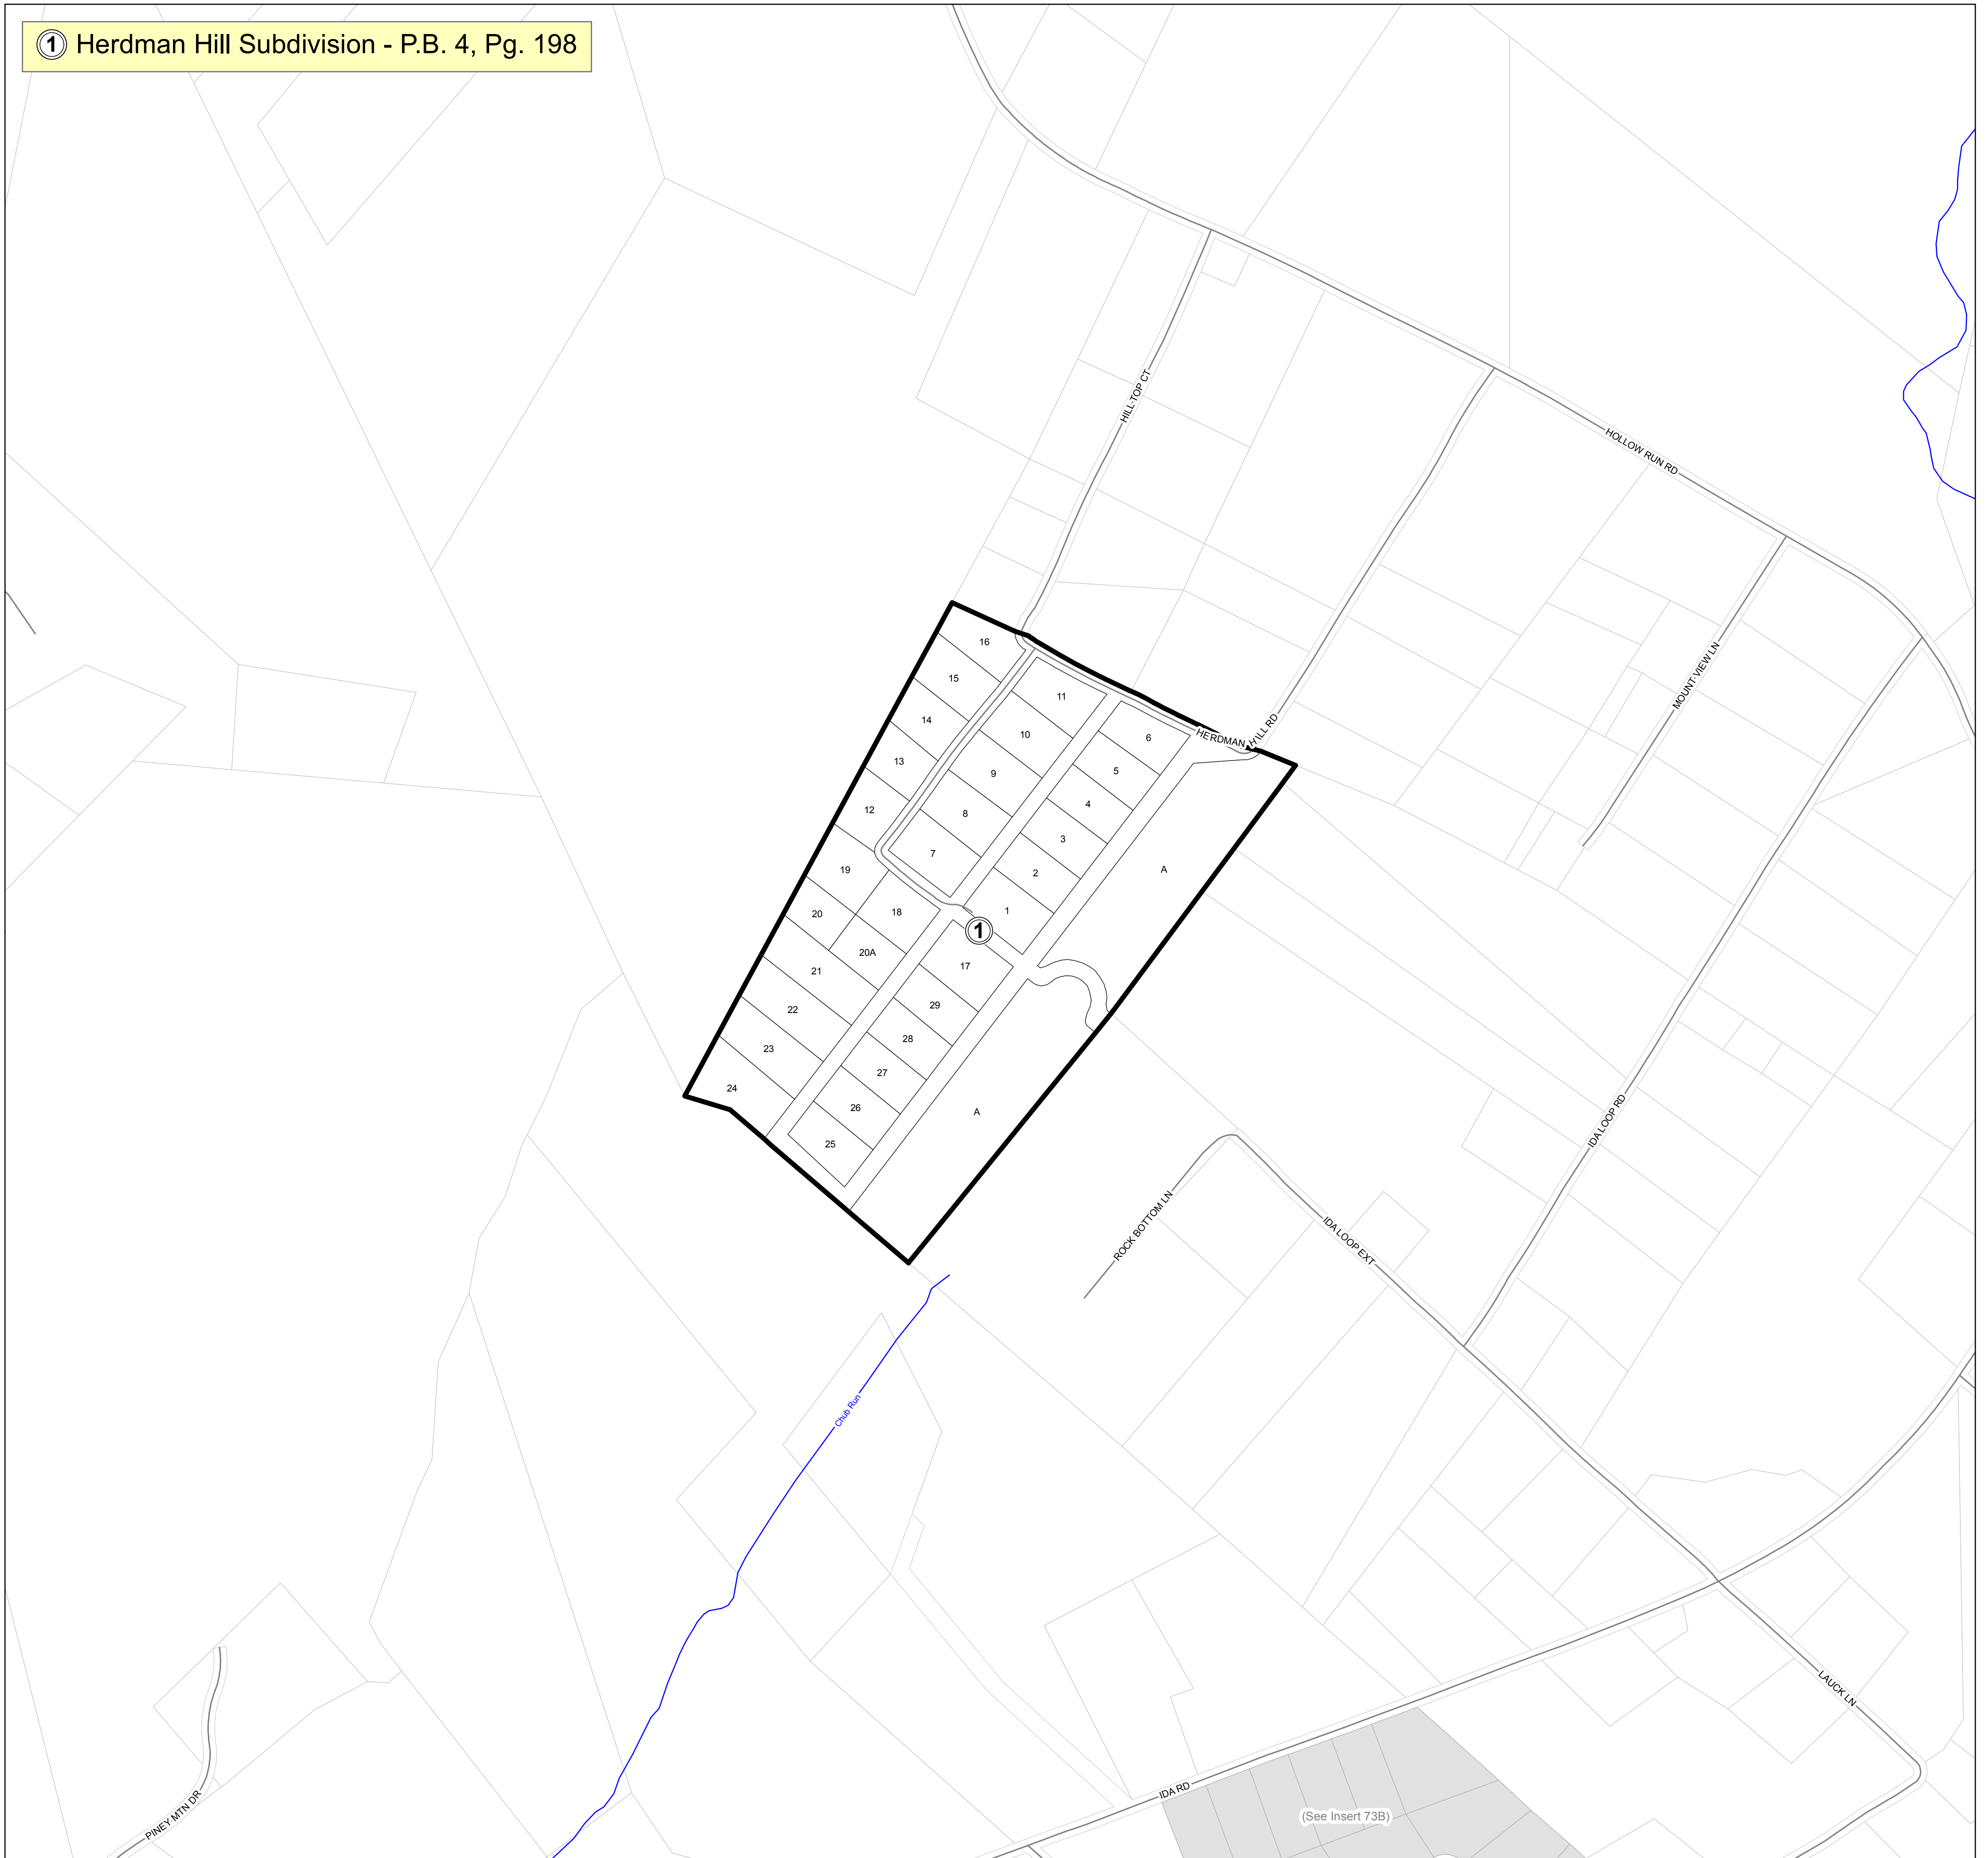 1 Herdman Hill Subdivision - P.B. 4, Pg. 198
HILL-TOP CT
HOLLOW RUN RD
16
15
11
14
10
6
HERDMAN HILL RD
MOUNT-VIEW LN
13
9
5
12
8
4
7
3
19
2
A
18
1
20
1
20A
17
21
29
22
28
23
27
24
26
A
25
IDA LOOP RD
ROCK BOTTOM LN
IDA LOOP EXT
Chub Run
LAUCK LN
IDA RD
PINEY MTN DR
(See Insert 73B)